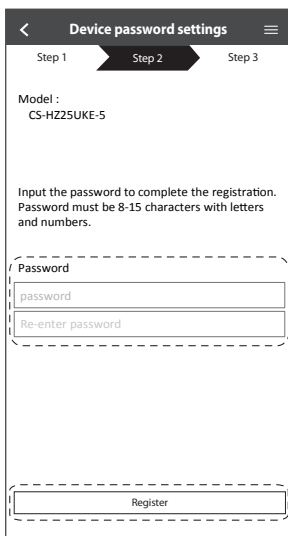 Device password settings
Step 1
Step 2
Step 3
Model :
CS-HZ25UKE-5
Input the password to complete the registration.
Password must be 8-15 characters with letters
and numbers.
Password
password
Re-enter password
Register